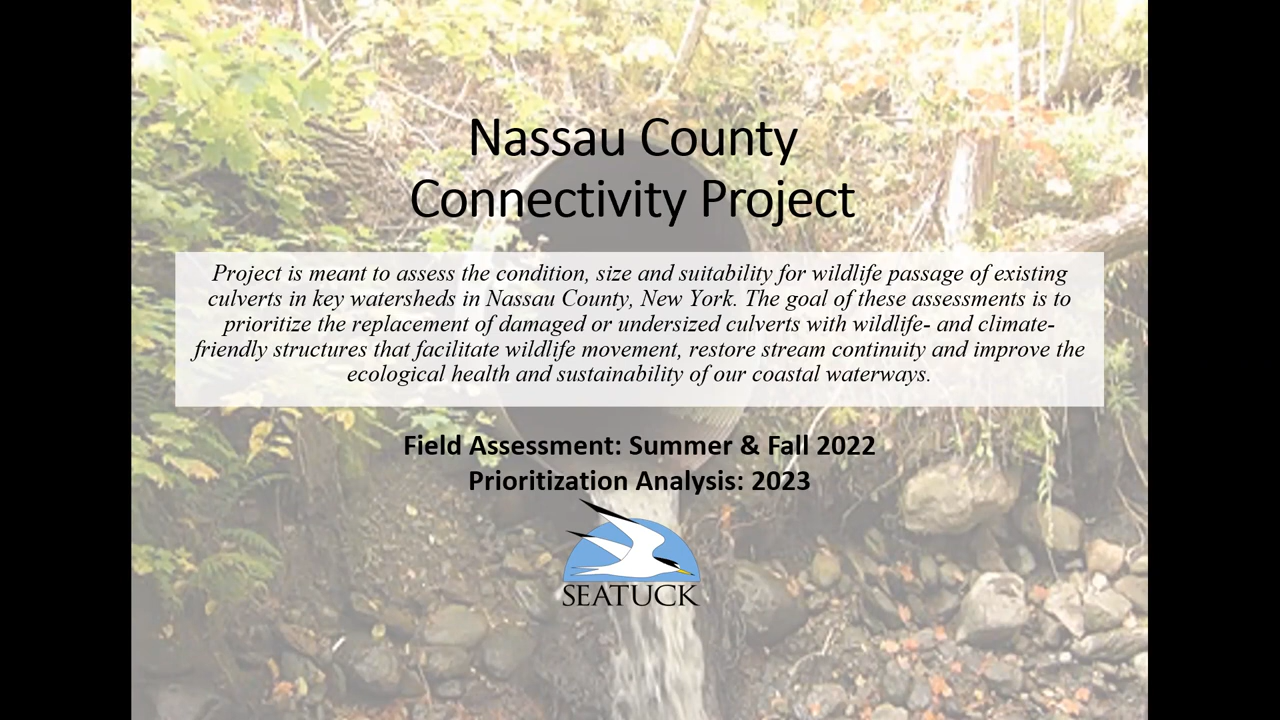 Nassau County
Connectivity Project
Project is meant to assess the condition, size and suitability for wildlife passage of existing
culverts in key watersheds in Nassau County, New York. The goal of these assessments is to
prioritize the replacement of damaged or undersized culverts with wildlife- and climate-
friendly structures that facilitate wildlife movement, restore stream continuity and improve the
ecological health and sustainability of our coastal waterways.
Field Assessment: Summer & Fall 2022
Prioritization Analysis: 2023
SEATUCK